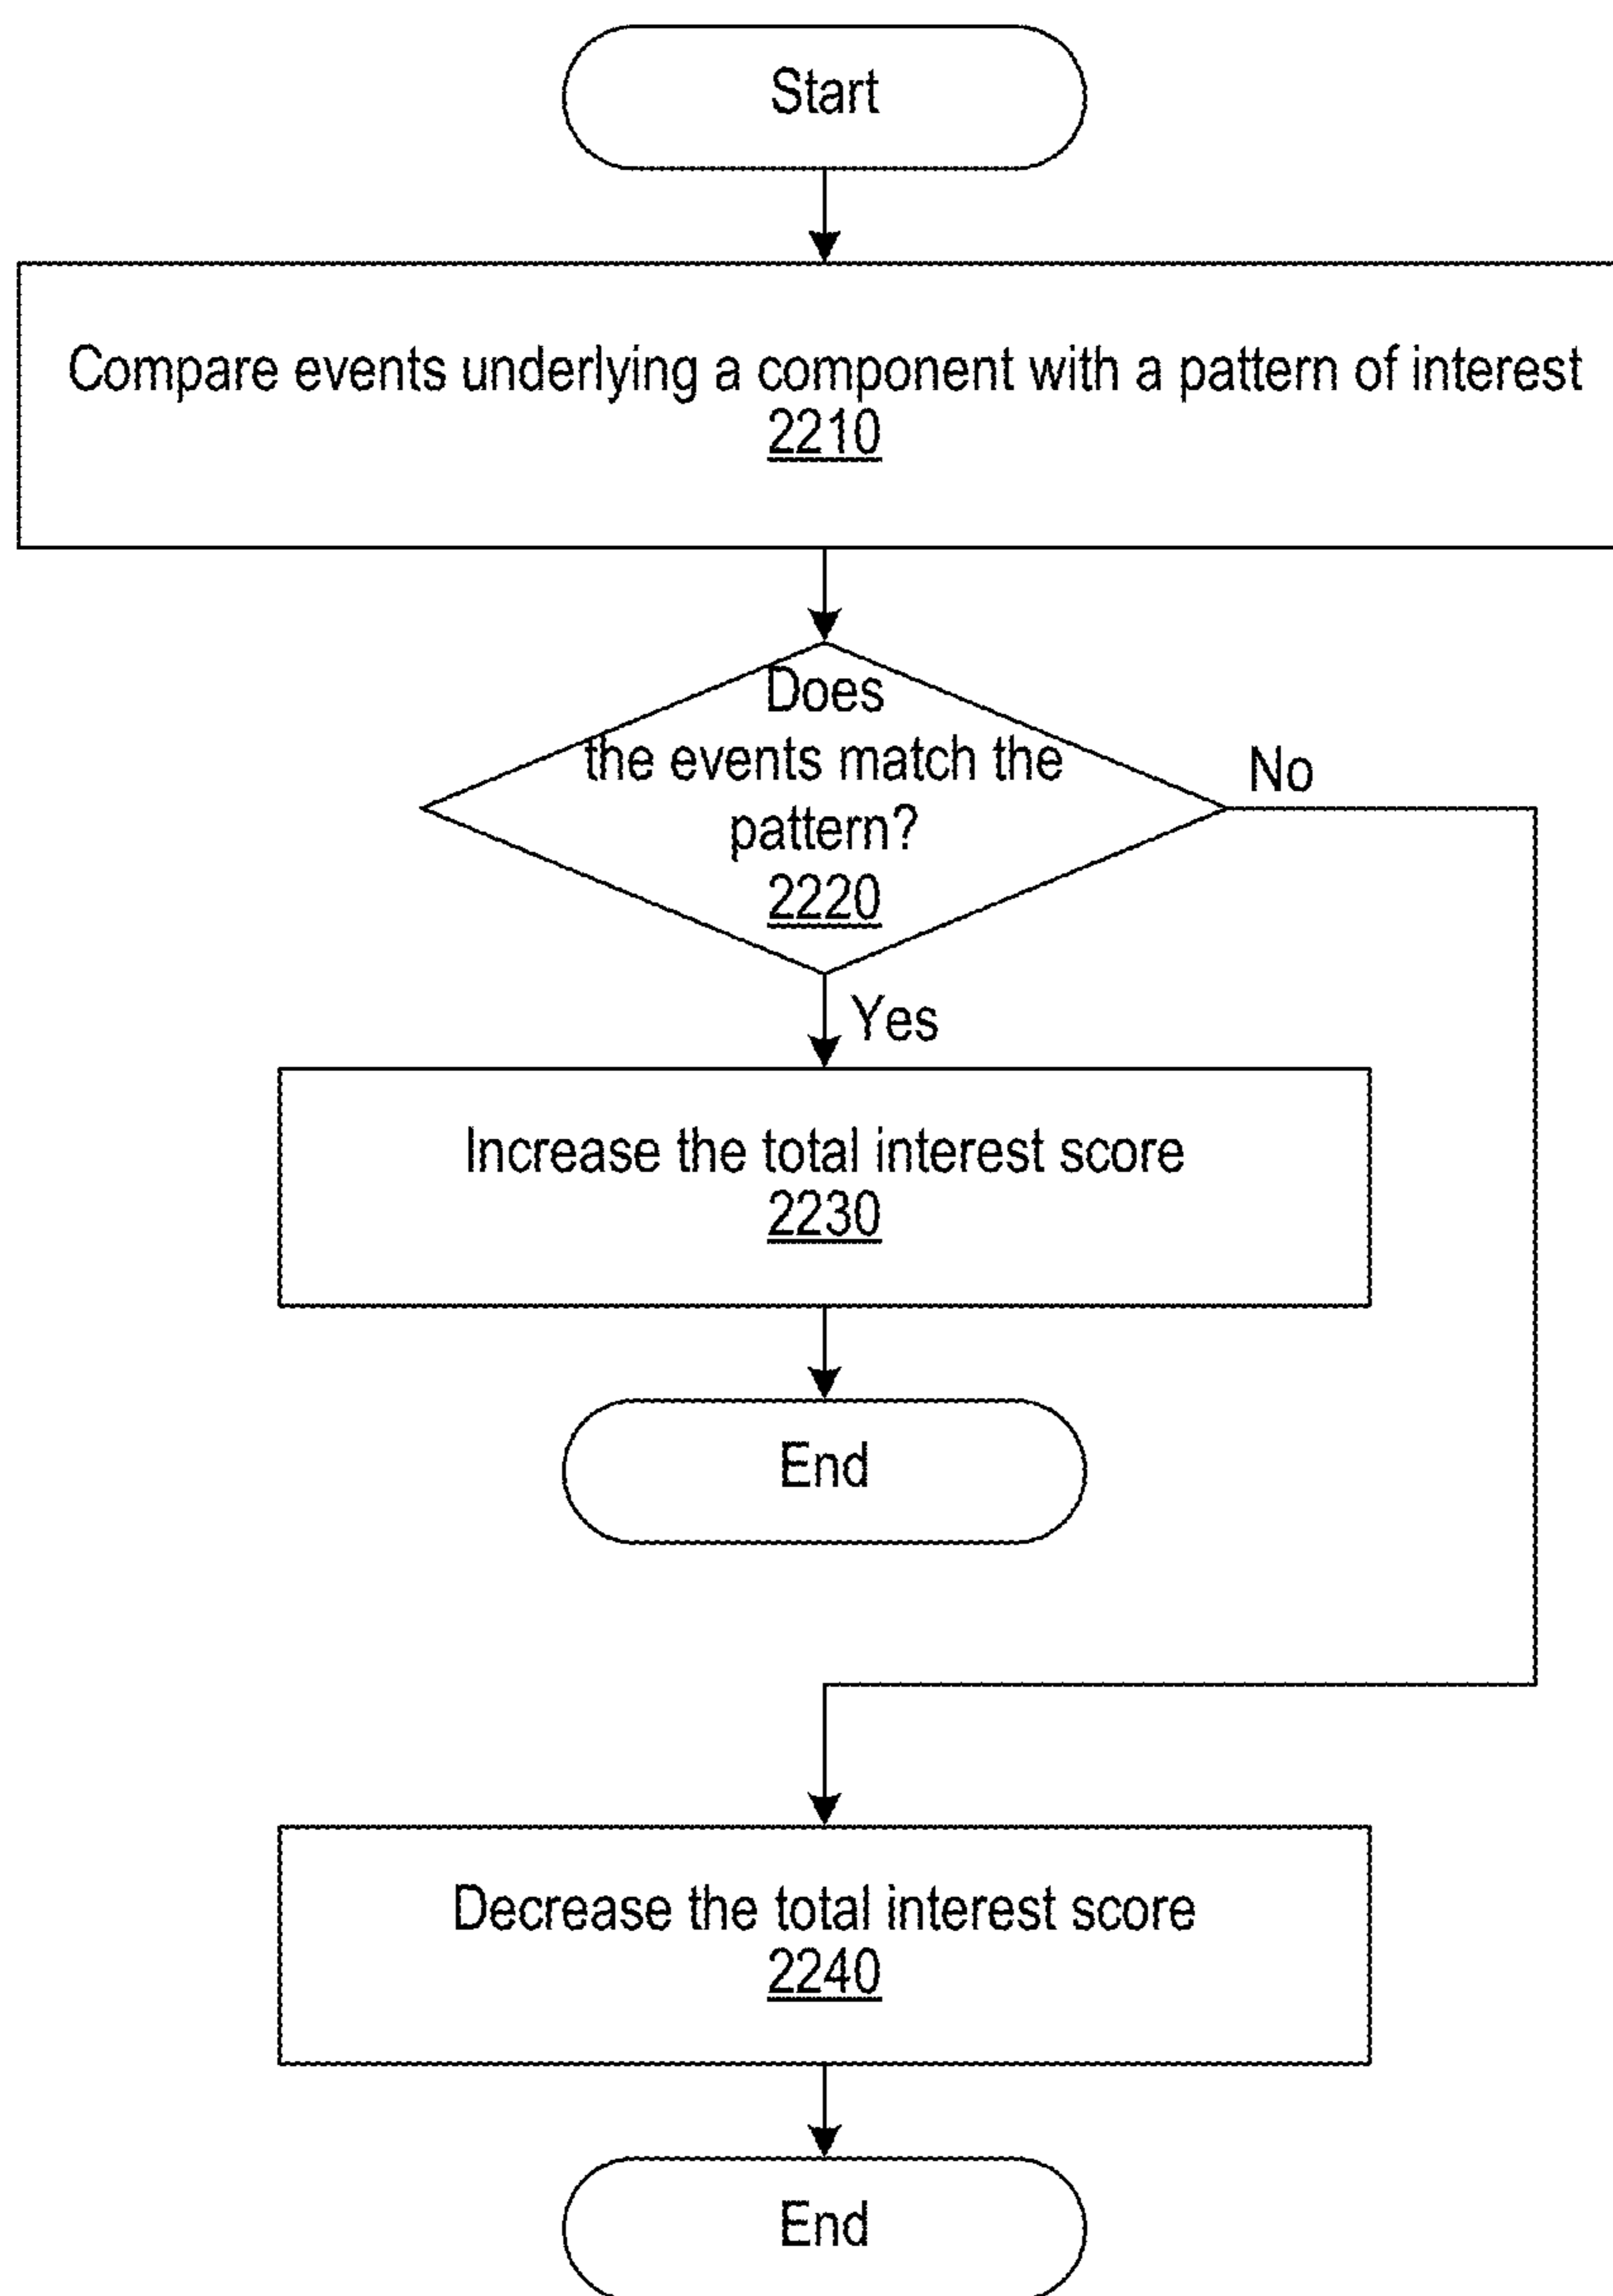 Start
Compare events underlying a component with a pattern of interest
2210
Does
the events match the
pattern?
2220
No
Yes
Increase the total interest score
2230
End
Decrease the total interest score
2240
End